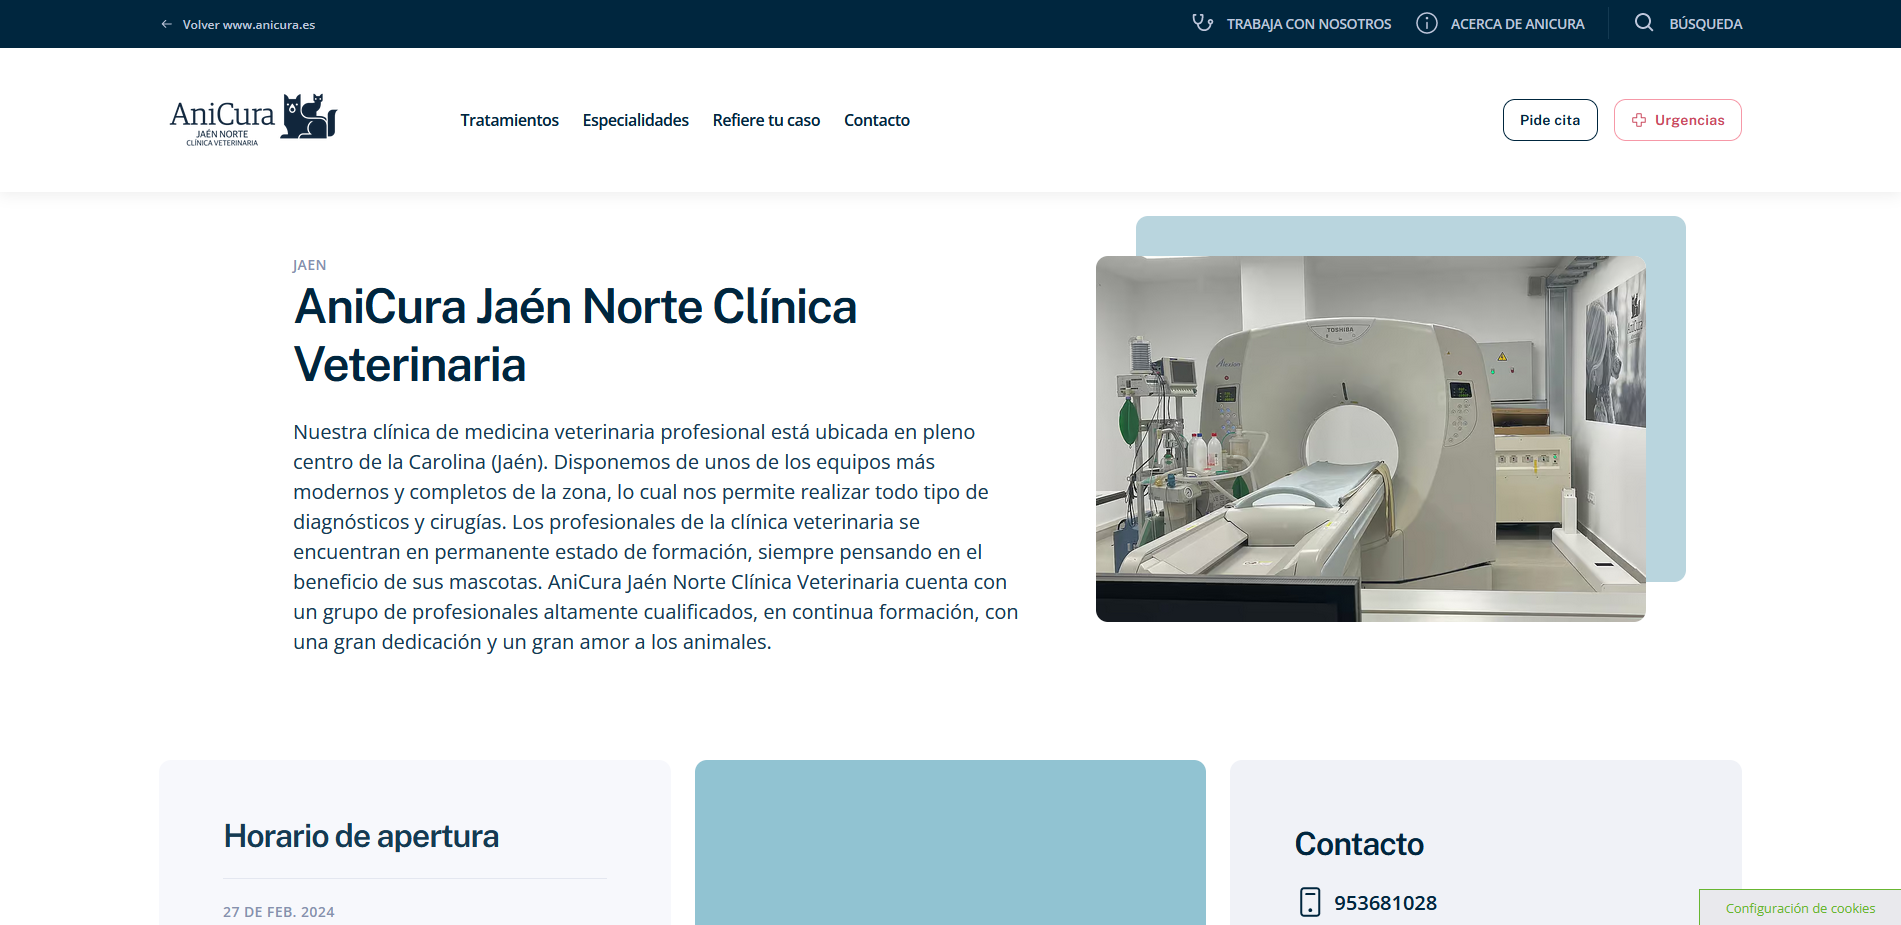 Volver www.anicura.es
TRABAJA CON NOSOTROS
ACERCA DE ANICURA
BÚSQUEDA
AniCura
JAÉN NORTE
CLÍNICA VETERINARIA
Tratamientos
Especialidades
Refiere tu caso
Contacto
Pide cita
Urgencias
JAEN
AniCura Jaén Norte Clínica
Veterinaria
Nuestra clínica de medicina veterinaria profesional está ubicada en pleno
centro de la Carolina (Jaén). Disponemos de unos de los equipos más
modernos y completos de la zona, lo cual nos permite realizar todo tipo de
diagnósticos y cirugías. Los profesionales de la clínica veterinaria se
encuentran en permanente estado de formación, siempre pensando en el
beneficio de sus mascotas. AniCura Jaén Norte Clínica Veterinaria cuenta con
un grupo de profesionales altamente cualificados, en continua formación, con
una gran dedicación y un gran amor a los animales.
TOSHIBA
Alexion
AniCura
Horario de apertura
27 DE FEB. 2024
Contacto
953681028
Configuración de cookies